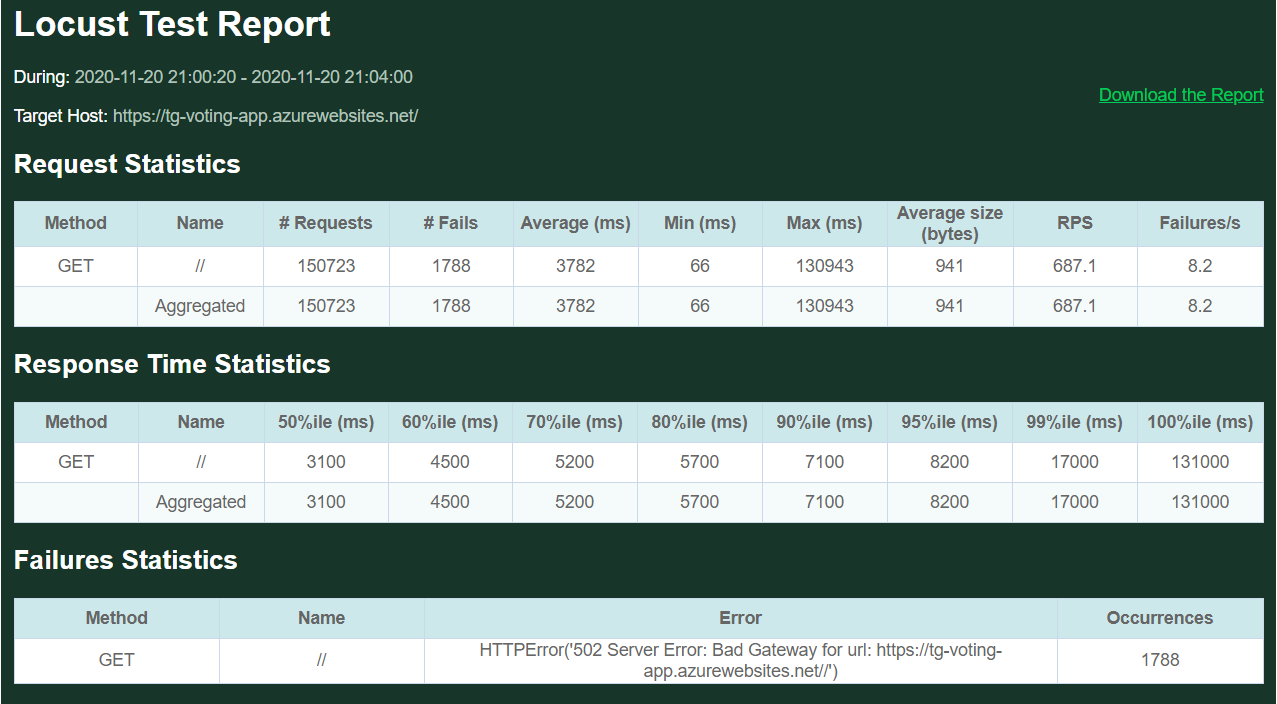 Locust Test Report
During: 2020-11-20 21:00:20 - 2020-11-20 21:04:00
Download the Report
Target Host: https://tg-voting-app.azurewebsites.net/
Request Statistics
Method Name # Requests # Fails Average (ms) Min (ms) Max (ms) Average size (bytes) RPS Failures/s
GET // 150723 1788 3782 66 130943 941 687.1 8.2
Aggregated 150723 1788 3782 66 130943 941 687.1 8.2
Response Time Statistics
Method Name 50%ile (ms) 60%ile (ms) 70%ile (ms) 80%ile (ms) 90%ile (ms) 95%ile (ms) 99%ile (ms) 100%ile (ms)
GET // 3100 4500 5200 5700 7100 8200 17000 131000
Aggregated 3100 4500 5200 5700 7100 8200 17000 131000
Failures Statistics
Method Name Error Occurrences
GET // HTTPError('502 Server Error: Bad Gateway for url: https://tg-voting-
app.azurewebsites.net//') 1788